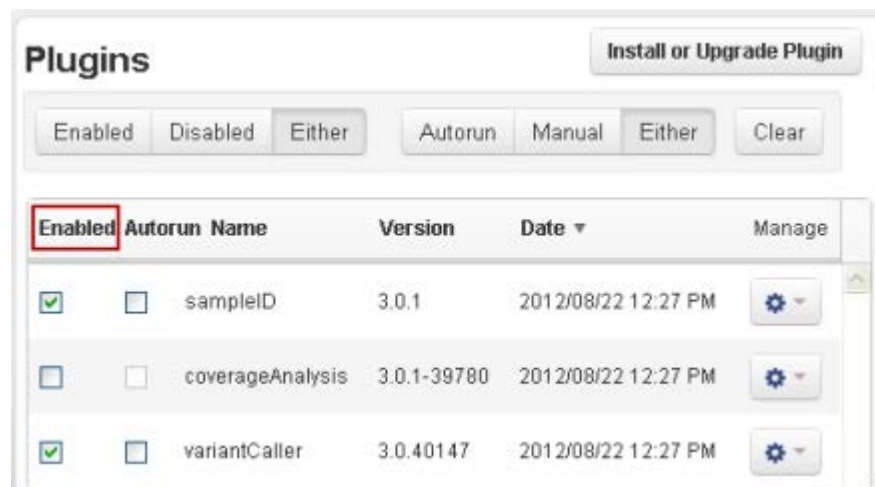 Plugins
Install or Upgrade Plugin
Enabled Disabled Either Autorun Manual Either Clear
Enabled Autorun Name Version Date Manage
sampleID 3.0.1 2012/08/22 12:27 PM
coverageAnalysis 3.0.1-39780 2012/08/22 12:27 PM
variantCaller 3.0.40147 2012/08/22 12:27 PM